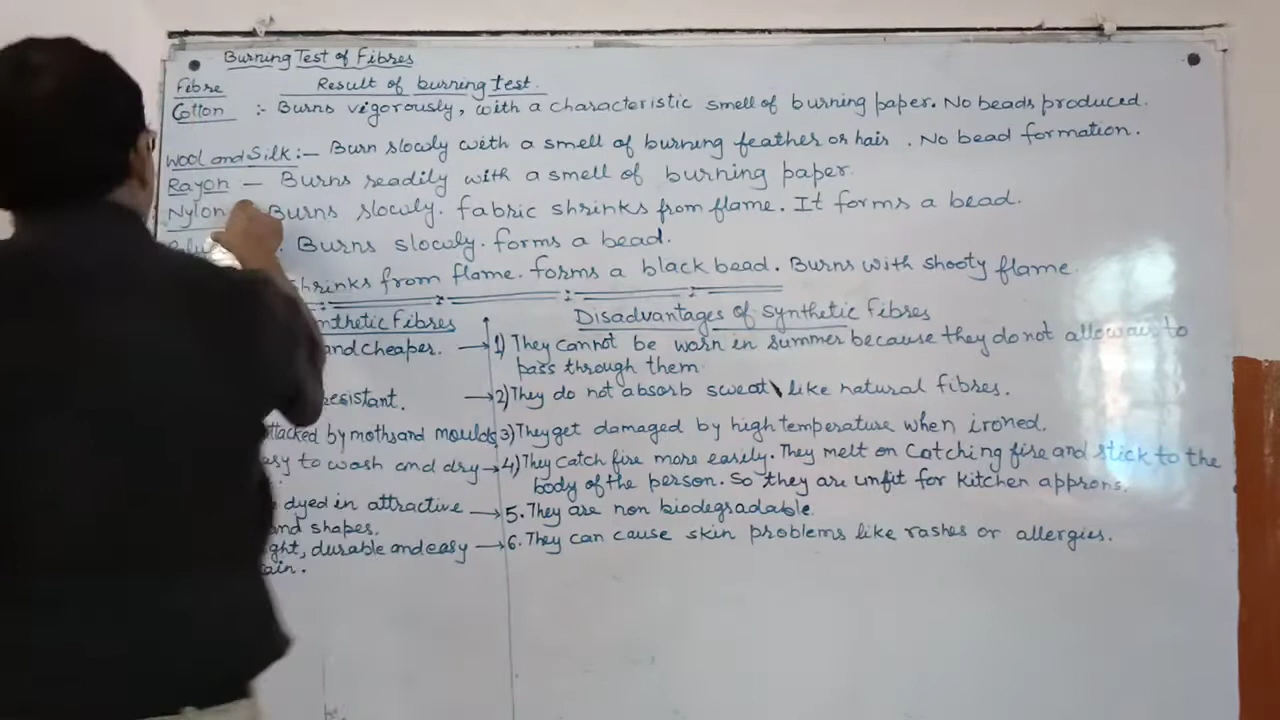 Burning Test of Fibres
Fibre Result of burning test.
Cotton :- Burns vigorously, with a characteristic smell of burning paper. No beads produced.
Wool and Silk:- Burn slowly with a smell of burning feather or hair. No bead formation.
Rayon - Burns readily with a smell of burning paper.
Nylon Burns slowly. fabric shrinks from flame. It forms a bead.
Burns slowly. forms a bead.
shrinks from flame. forms a black bead. Burns with shooty flame.
nthetic Fibres
and cheaper.
esistant.
ttacked by moths and moulds
asy to wash and dry
dyed in attractive
and shapes.
ght, durable and easy
tain.
Disadvantages of synthetic fibres
1) They cannot be worn in summer because they do not allow air to
pass through them
2) They do not absorb sweat like natural fibres.
3) They get damaged by high temperature when ironed.
4) They catch fire more easily. They melt on catching fire and stick to the
body of the person. So they are unfit for kitchen approns.
5. They are non biodegradable.
6. They can cause skin problems like rashes or allergies.